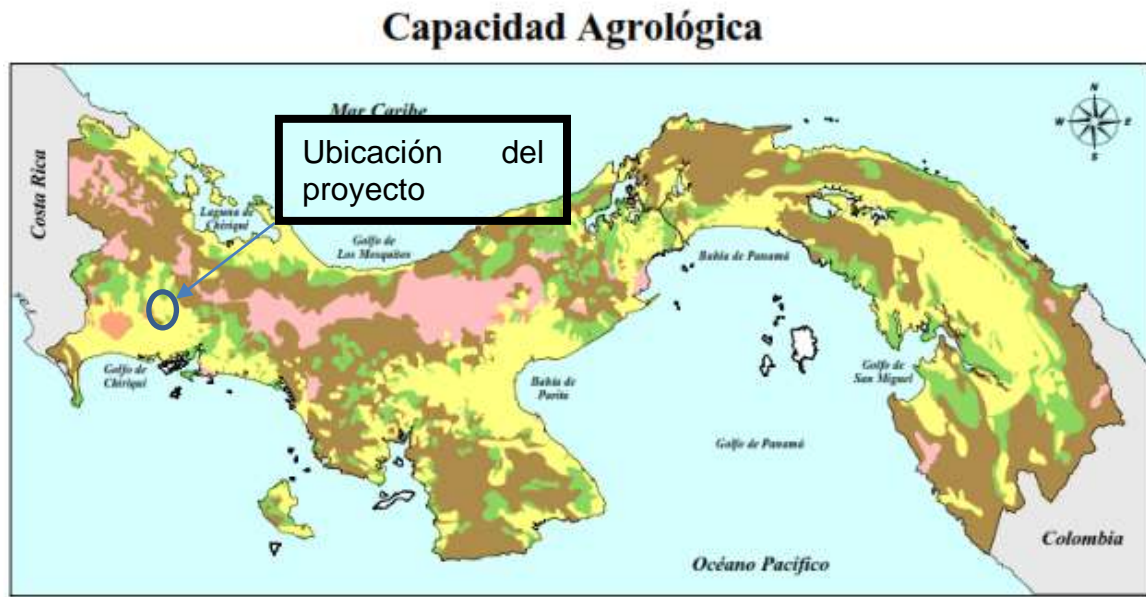 Capacidad Agrológica
N
W E
S
Mar Caribe
Ubicación del
proyecto
Costa Rica
Laguna de
Chiriquí
Golfo de
Los Mosquitos
Bahía de Panamá
Golfo de
Chiriquí
Bahía de
Parita
Golfo de
San Miguel
Golfo de Panamá
Colombia
Océano Pacífico